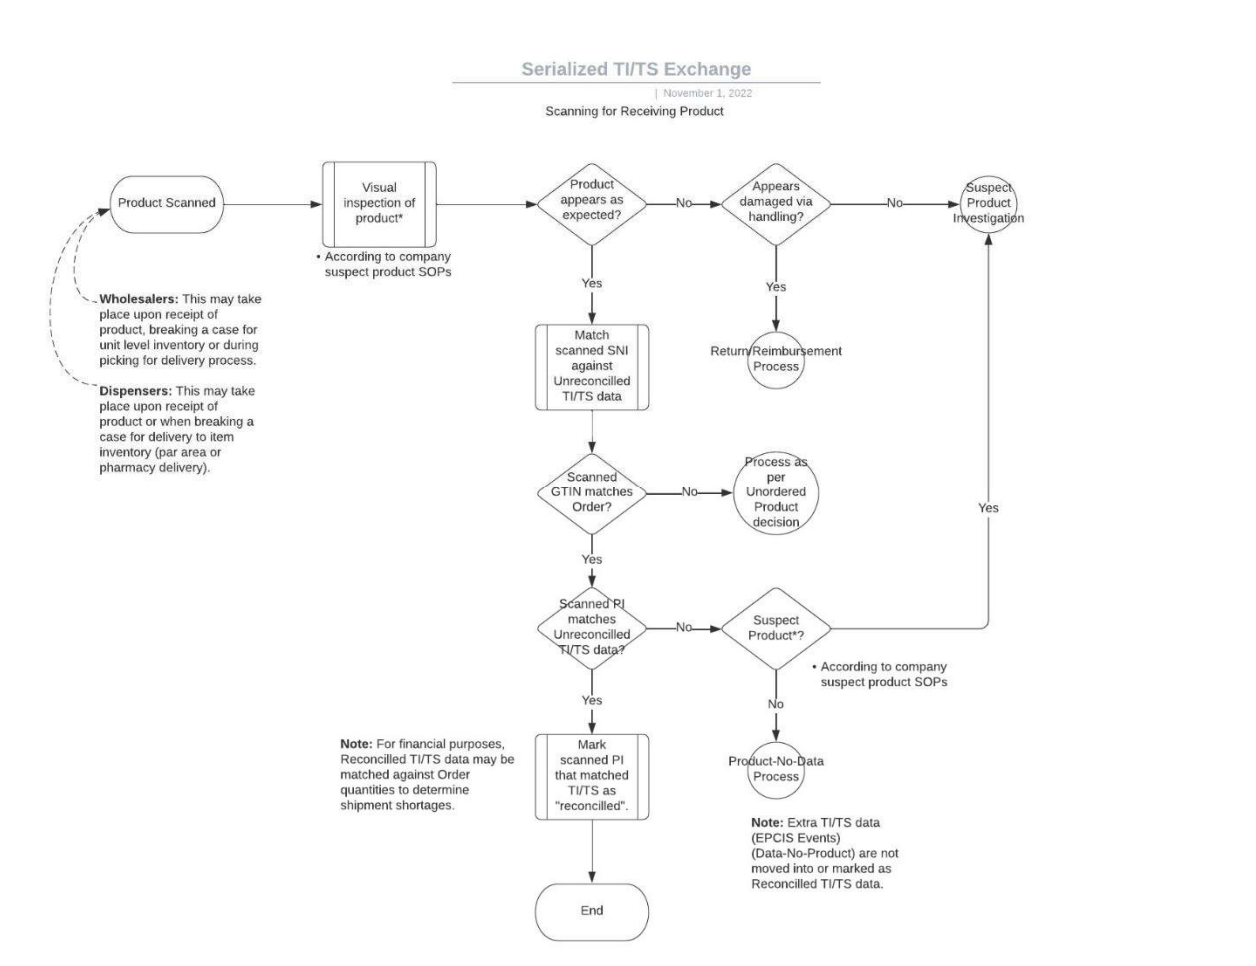 Serialized TI/TS Exchange
| November 1, 2022
Scanning for Receiving Product
Product Scanned
Visual
inspection of
product*
• According to company
suspect product SOPs
Product
appears as
expected?
No
Appears
damaged via
handling?
No
Suspect
Product
Investigation
Yes
Yes
Wholesalers: This may take
place upon receipt of
product, breaking a case for
unit level inventory or during
picking for delivery process.
Dispensers: This may take
place upon receipt of
product or when breaking a
case for delivery to item
inventory (par area or
pharmacy delivery).
Match
scanned SNI
against
Unreconcilled
TI/TS data
Return/Reimbursement
Process
Scanned
GTIN matches
Order?
No
Process as
per
Unordered
Product
decision
Yes
Yes
Scanned PI
matches
Unreconcilled
TI/TS data?
No
Suspect
Product*?
• According to company
suspect product SOPs
Yes
No
Note: For financial purposes,
Reconcilled TI/TS data may be
matched against Order
quantities to determine
shipment shortages.
Mark
scanned PI
that matched
TI/TS as
"reconcilled".
Product-No-Data
Process
Note: Extra TI/TS data
(EPCIS Events)
(Data-No-Product) are not
moved into or marked as
Reconcilled TI/TS data.
End